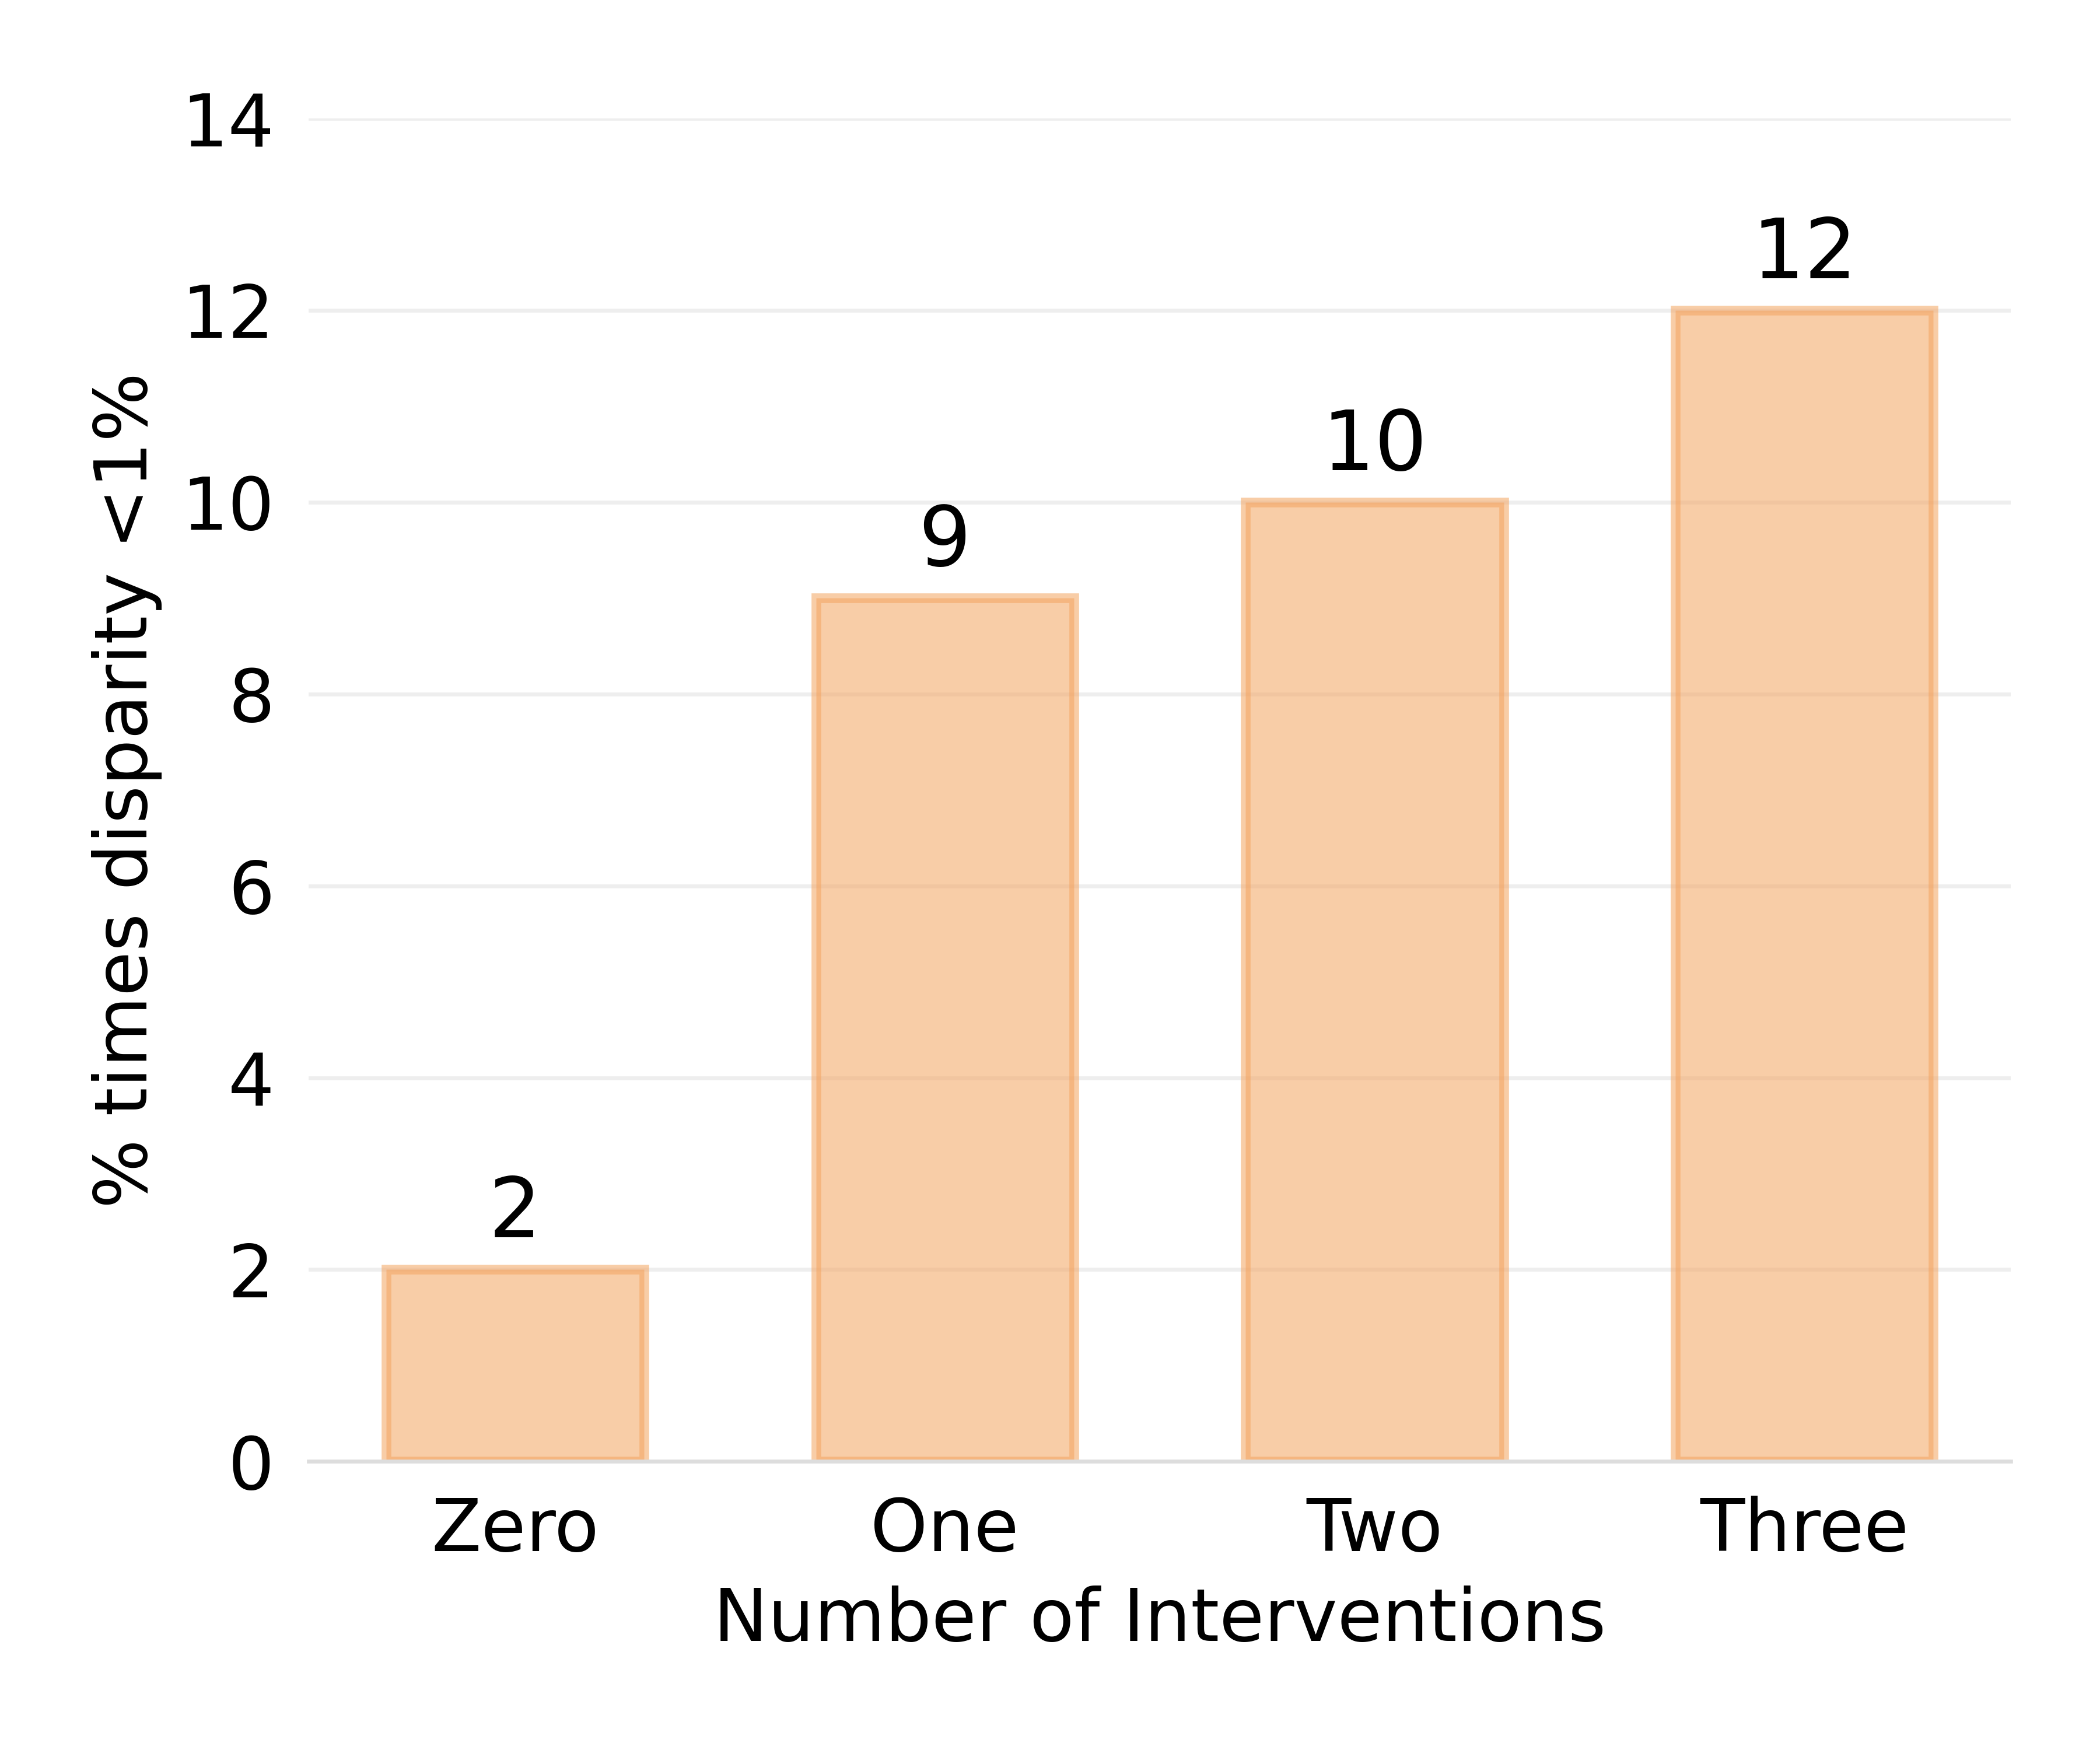 14
12
10
8
6
4
2
0
% times disparity <1%
2
9
10
12
Zero
One
Two
Three
Number of Interventions